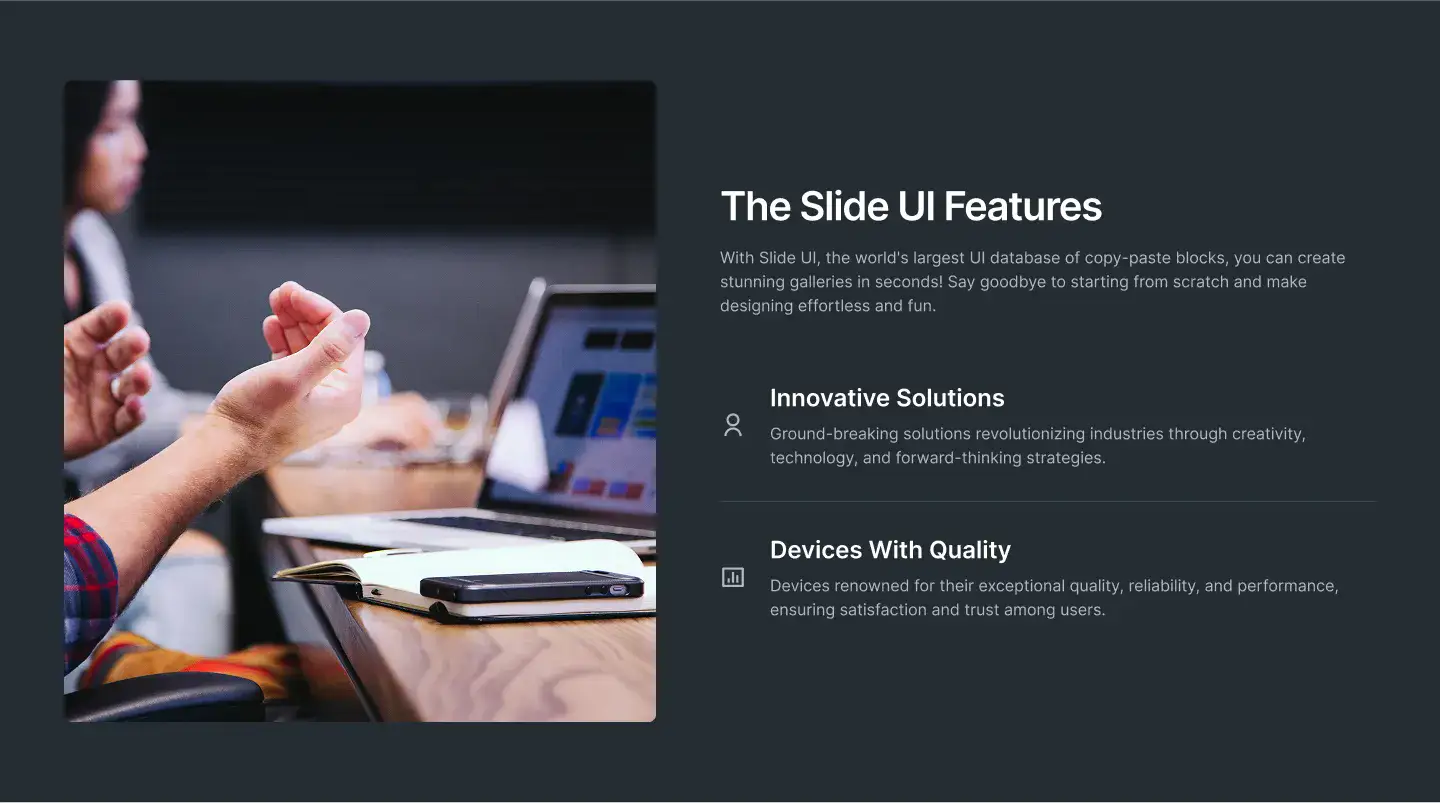 The Slide UI Features
With Slide UI, the world's largest UI database of copy-paste blocks, you can create
stunning galleries in seconds! Say goodbye to starting from scratch and make
designing effortless and fun.
Innovative Solutions
Ground-breaking solutions revolutionizing industries through creativity,
technology, and forward-thinking strategies.
Devices With Quality
Devices renowned for their exceptional quality, reliability, and performance,
ensuring satisfaction and trust among users.